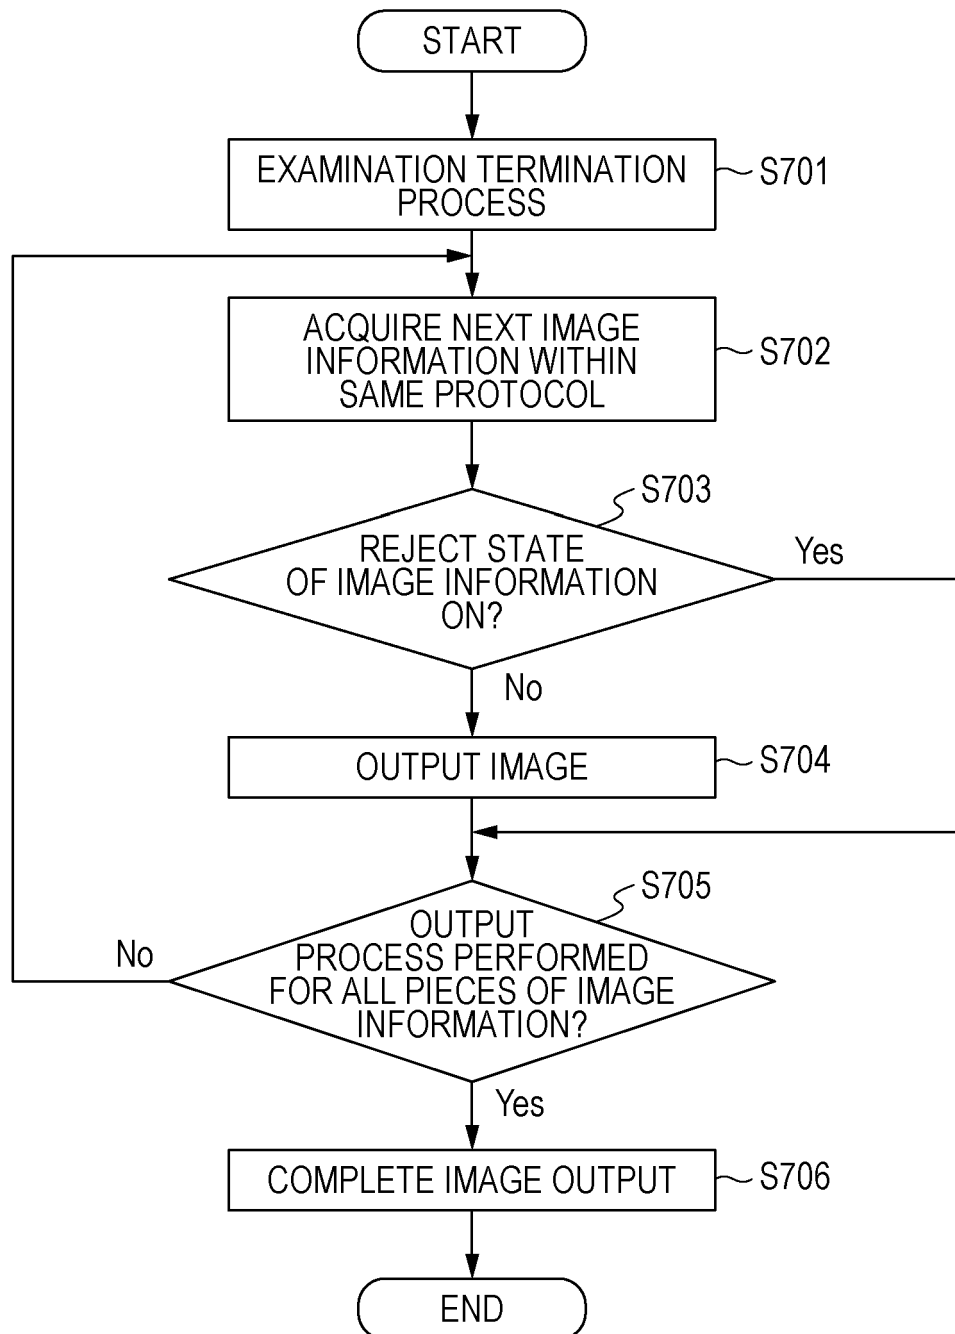 START
EXAMINATION TERMINATION
PROCESS
S701
ACQUIRE NEXT IMAGE
INFORMATION WITHIN
SAME PROTOCOL
S702
S703
REJECT STATE
OF IMAGE INFORMATION
ON?
Yes
No
OUTPUT IMAGE
S704
S705
OUTPUT
PROCESS PERFORMED
FOR ALL PIECES OF IMAGE
INFORMATION?
No
Yes
COMPLETE IMAGE OUTPUT
S706
END